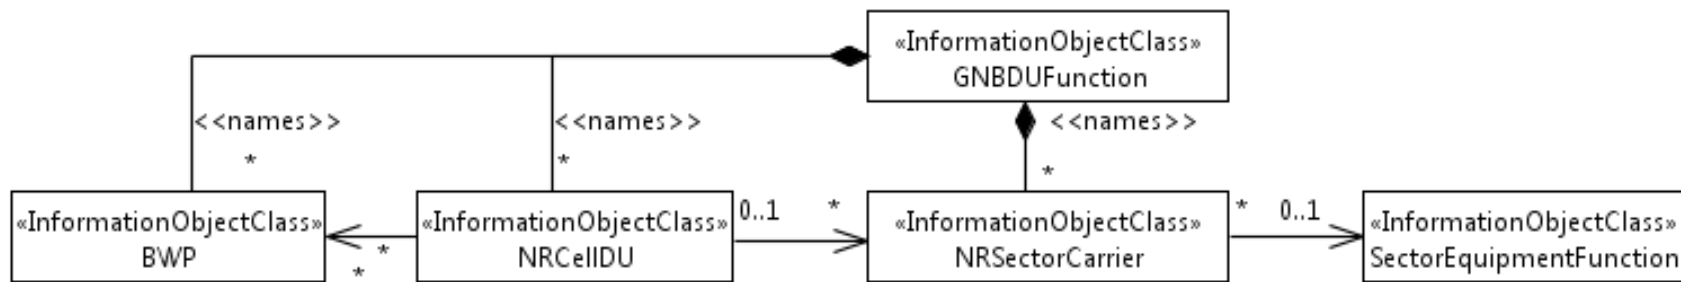 «InformationObjectClass»
GNBDUFunction
<<names>>
<<names>>
<<names>>
*
*
*
«InformationObjectClass»
BWP
*
*
«InformationObjectClass»
NRCellDU
0..1
*
«InformationObjectClass»
NRSectorCarrier
*
0..1
«InformationObjectClass»
SectorEquipmentFunction